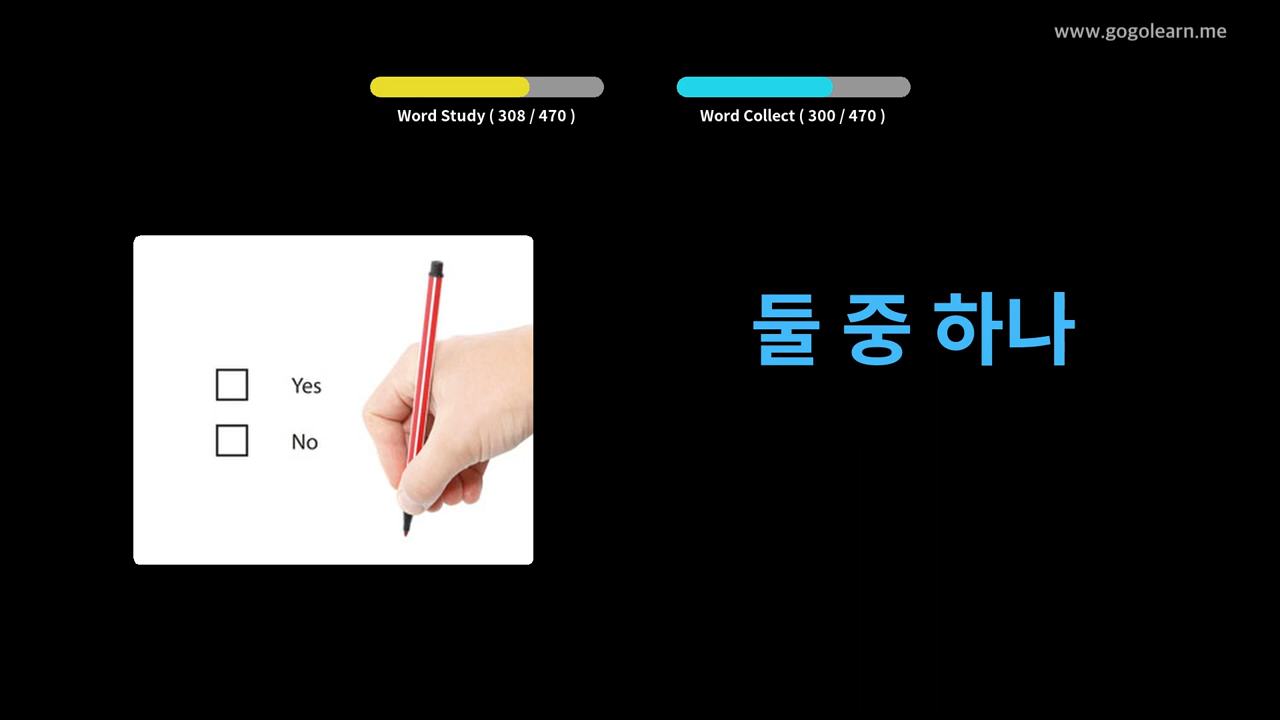 www.gogolearn.me
Word Study ( 308 / 470 )
Word Collect ( 300 / 470 )
둘 중 하나
Yes
No